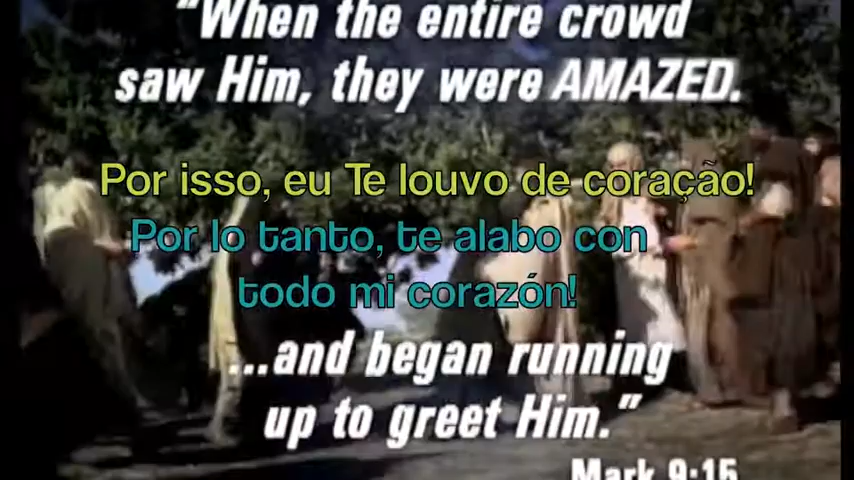 "When the entire crowd
saw Him, they were AMAZED.
Por isso, eu Te louvo de coração!
Por lo tanto, te alabo con
todo mi corazón!
...and began running
up to greet Him."
Mark 9:15